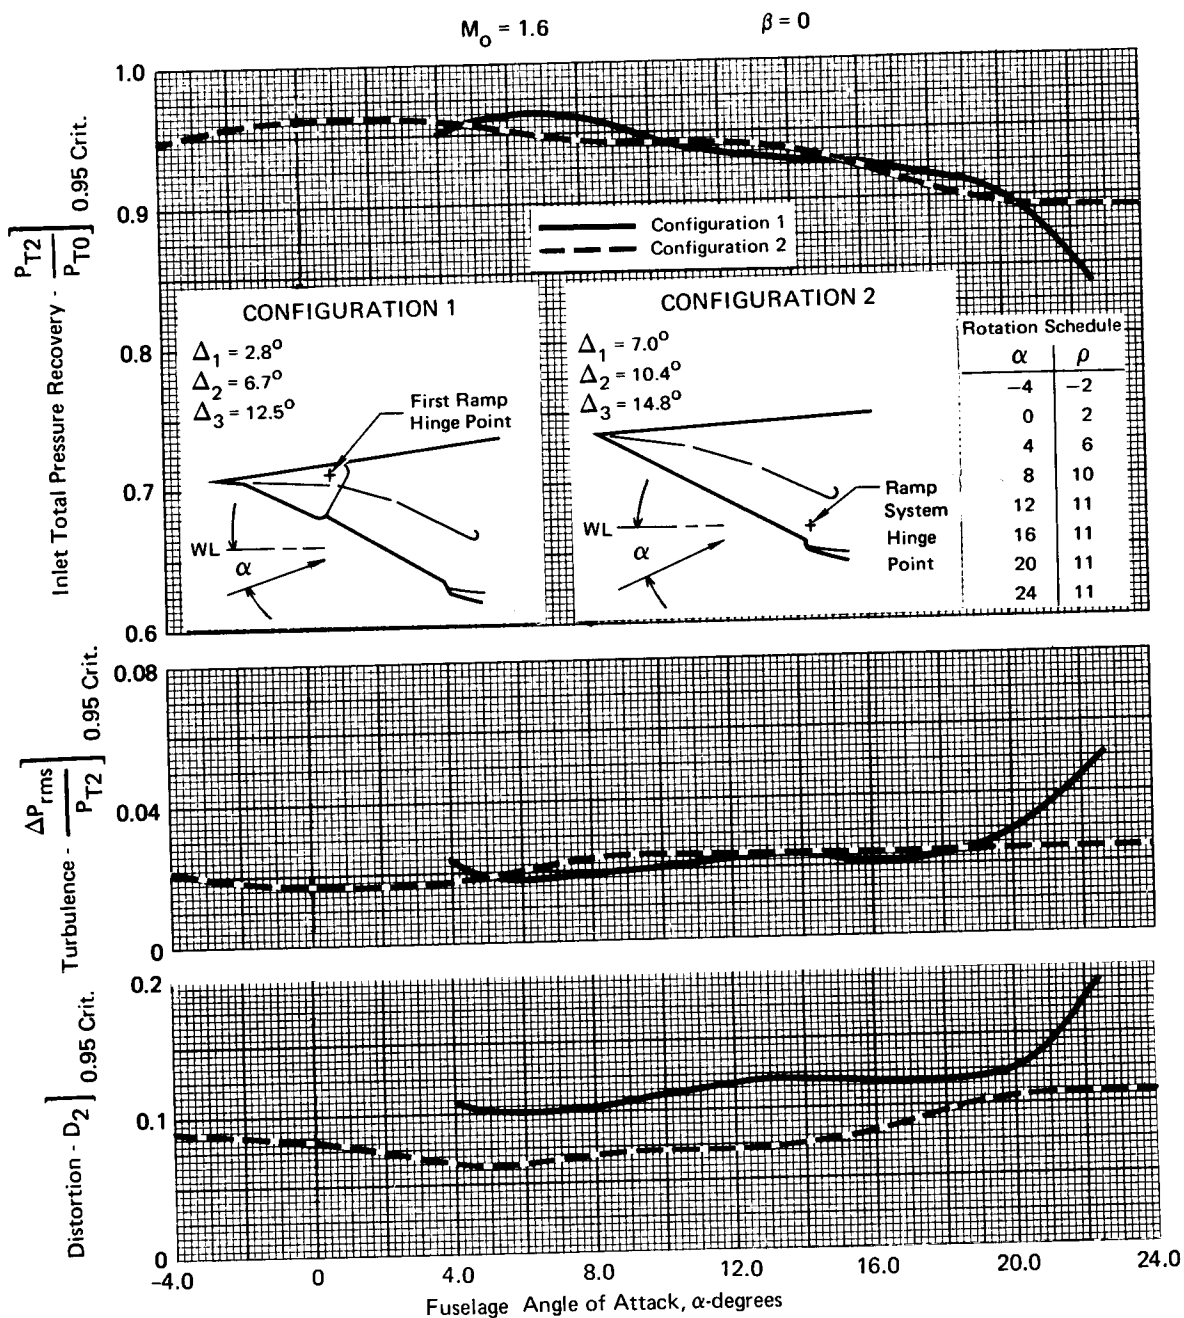 M₀ = 1.6 β = 0
Inlet Total Pressure Recovery - P_T2 / P_T0 ] 0.95 Crit.
1.0
0.9
0.8
0.7
0.6
Configuration 1
Configuration 2
CONFIGURATION 1
Δ₁ = 2.8°
Δ₂ = 6.7°
Δ₃ = 12.5°
First Ramp
Hinge Point
WL
α
CONFIGURATION 2
Δ₁ = 7.0°
Δ₂ = 10.4°
Δ₃ = 14.8°
Ramp
System
Hinge
Point
WL
α
Rotation Schedule
α ρ
−4 −2
0 2
4 6
8 10
12 11
16 11
20 11
24 11
Turbulence - ΔP_rms / P_T2 ] 0.95 Crit.
0.08
0.04
0
Distortion - D₂ ] 0.95 Crit.
0.2
0.1
0
−4.0 0 4.0 8.0 12.0 16.0 20.0 24.0
Fuselage Angle of Attack, α-degrees